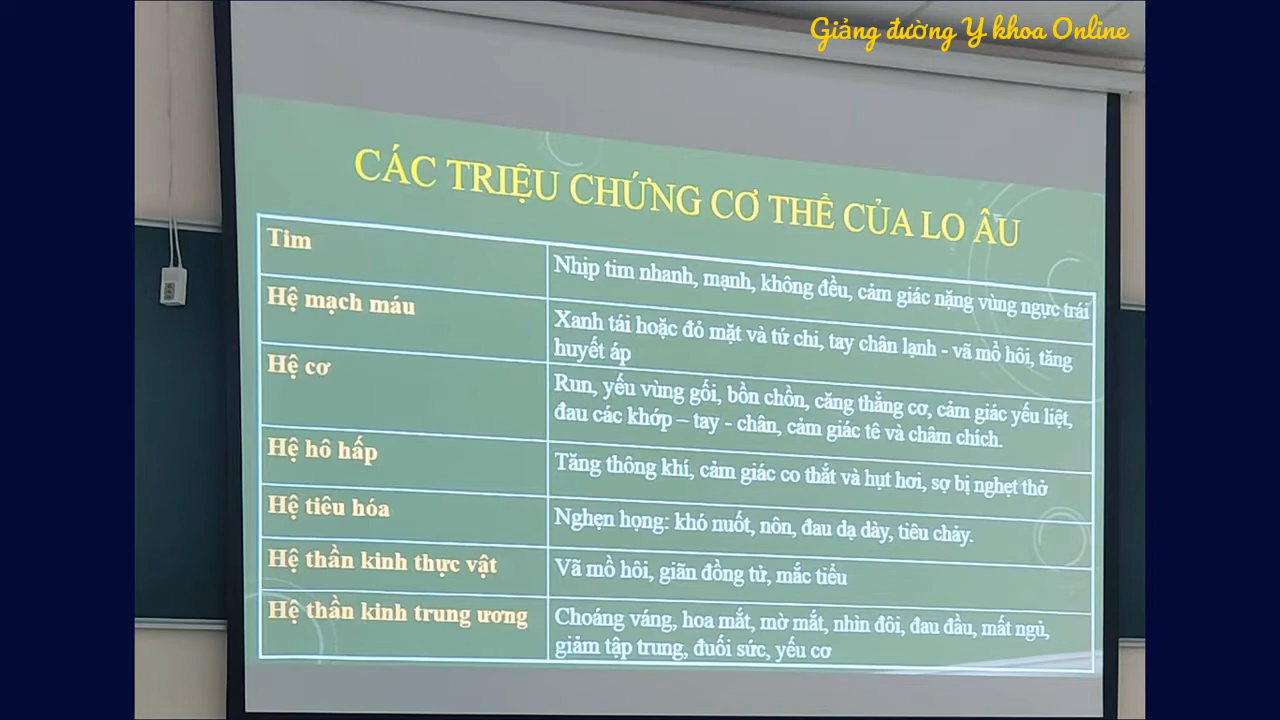 Giảng đường Y khoa Online
CÁC TRIỆU CHỨNG CƠ THỂ CỦA LO ÂU
Tim
Nhịp tim nhanh, mạnh, không đều, cảm giác nặng vùng ngực trái
Hệ mạch máu
Xanh tái hoặc đỏ mặt và tứ chi, tay chân lạnh - vã mồ hôi, tăng
huyết áp
Hệ cơ
Run, yếu vùng gối, bồn chồn, căng thẳng cơ, cảm giác yếu liệt,
đau các khớp – tay - chân, cảm giác tê và châm chích.
Hệ hô hấp
Tăng thông khí, cảm giác co thắt và hụt hơi, sợ bị nghẹt thở
Hệ tiêu hóa
Nghẹn họng: khó nuốt, nôn, đau dạ dày, tiêu chảy.
Hệ thần kinh thực vật
Vã mồ hôi, giãn đồng tử, mắc tiểu
Hệ thần kinh trung ương
Choáng váng, hoa mắt, mờ mắt, nhìn đôi, đau đầu, mất ngủ,
giảm tập trung, đuối sức, yếu cơ